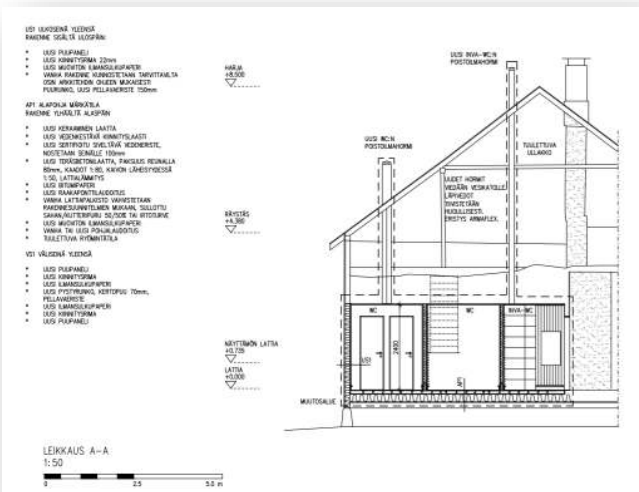 US1 ULKOSEINÄ YLEENSÄ
RAKENNE SISÄLTÄ ULOSPÄIN:
* UUSI PUUPANELI
* UUSI KIINNITYSRIMA 22mm
* UUSI MUOVITON ILMANSULKUPAPERI
* VANHA RAKENNE KUNNOSTETAAN TARVITTAVILTA
OSIN ARKKITEHDIN OHJEEN MUKAISESTI
PUURUNKO, UUSI PELLAVAERISTE 150mm
AP1 ALAPOHJA MÄRKÄTILA
RAKENNE YLHÄÄLTÄ ALASPÄIN
* UUSI KERAAMINEN LAATTA
* UUSI VEDENKESTÄVÄ KIINNITYSLAASTI
* UUSI SERTIFIOITU SIVELTÄVÄ VEDENERISTE,
NOSTETAAN SEINÄLLE 100mm
* UUSI TERÄSBETONILAATTA, PAKSUUS REUNALLA
80mm, KAADOT 1:80, KAIVON LÄHEISYYDESSÄ
1:50, LATTIALÄMMITYS
* UUSI BITUMIPAPERI
* UUSI RAAKAPONTTILAUDOITUS
* VANHA LATTIAPALKISTO VAHVISTETAAN
RAKENNESUUNNITELMIEN MUKAAN, SULLOTTU
SAHAN/KUTTERIPURU 50/50% TAI
* UUSI MUOVITON ILMANSULKUPAPERI
* VANHA TAI UUSI POHJALAUDOITUS
* TUULETTUVA RYÖMINTÄTILA
VS1 VÄLISEINÄ YLEENSÄ
* UUSI PUUPANELI
* UUSI KIINNITYSRIMA
* UUSI ILMANSULKUPAPERI
* UUSI PYSTYRUNKO, KERTOPUU 70mm,
PELLAVAERISTE
* UUSI ILMANSULKUPAPERI
* UUSI KIINNITYSRIMA
* UUSI PUUPANELI
HARJA
+8,500
RÄYSTÄS
+4,380
NÄYTTÄMÖN LATTIA
+0,735
LATTIA
+0,000
UUSI INVA-WC:N
POISTOILMAHORMI
UUSI WC:N
POISTOILMAHORMI
TUULETTUVA
ULLAKKO
UUDET HORMIT
VIEDÄÄN VESIKATOLLE
LÄPIVIEDOT
TIIVISTETÄÄN
HUOLELLISESTI.
ERISTYS ARMAFLEX.
WC
WC
INVA-WC
US1
2400
AP1
MUUTOSALUE
LEIKKAUS A-A
1:50
0 2.5 5.0 m